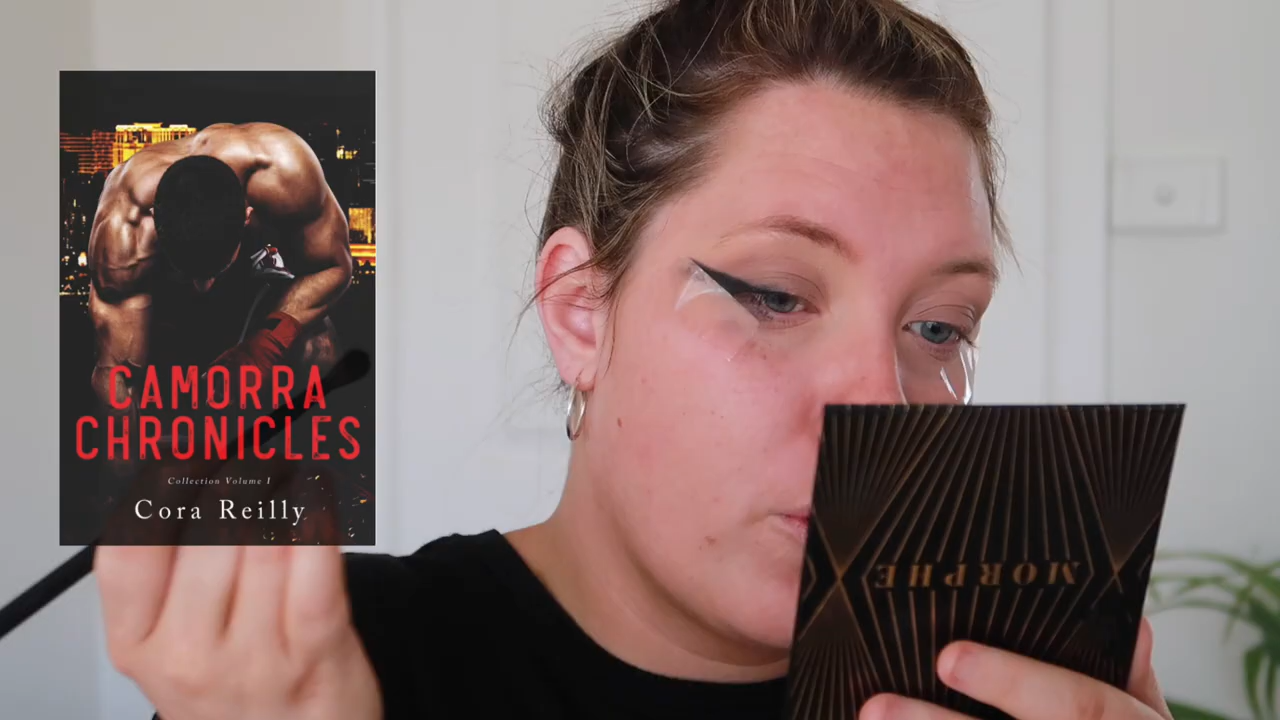 CAMORRA
CHRONICLES
Collection Volume I
Cora Reilly
MORPHE